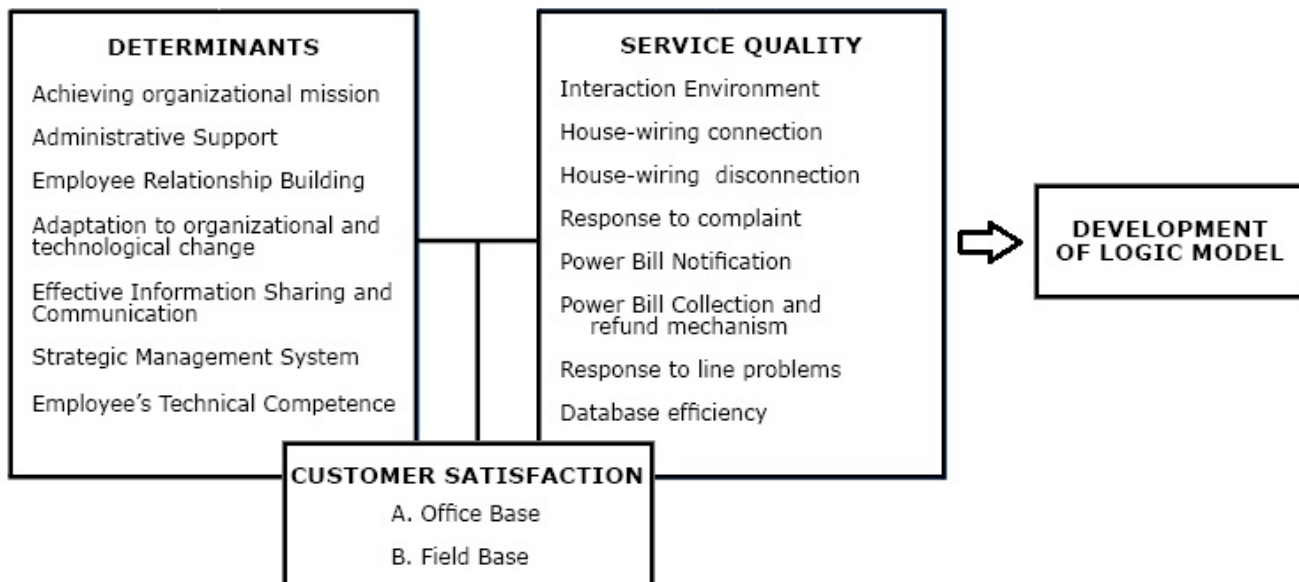 DETERMINANTS
Achieving organizational mission
Administrative Support
Employee Relationship Building
Adaptation to organizational and
technological change
Effective Information Sharing and
Communication
Strategic Management System
Employee’s Technical Competence
SERVICE QUALITY
Interaction Environment
House-wiring connection
House-wiring disconnection
Response to complaint
Power Bill Notification
Power Bill Collection and
refund mechanism
Response to line problems
Database efficiency
CUSTOMER SATISFACTION
A. Office Base
B. Field Base
DEVELOPMENT
OF LOGIC MODEL